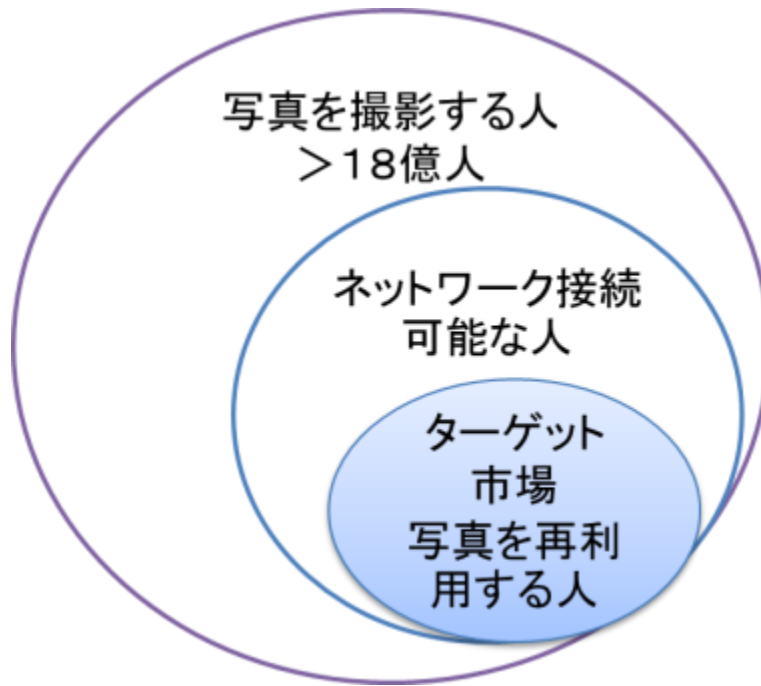 写真を撮影する人
＞１８億人
ネットワーク接続
可能な人
ターゲット
市場
写真を再利
用する人